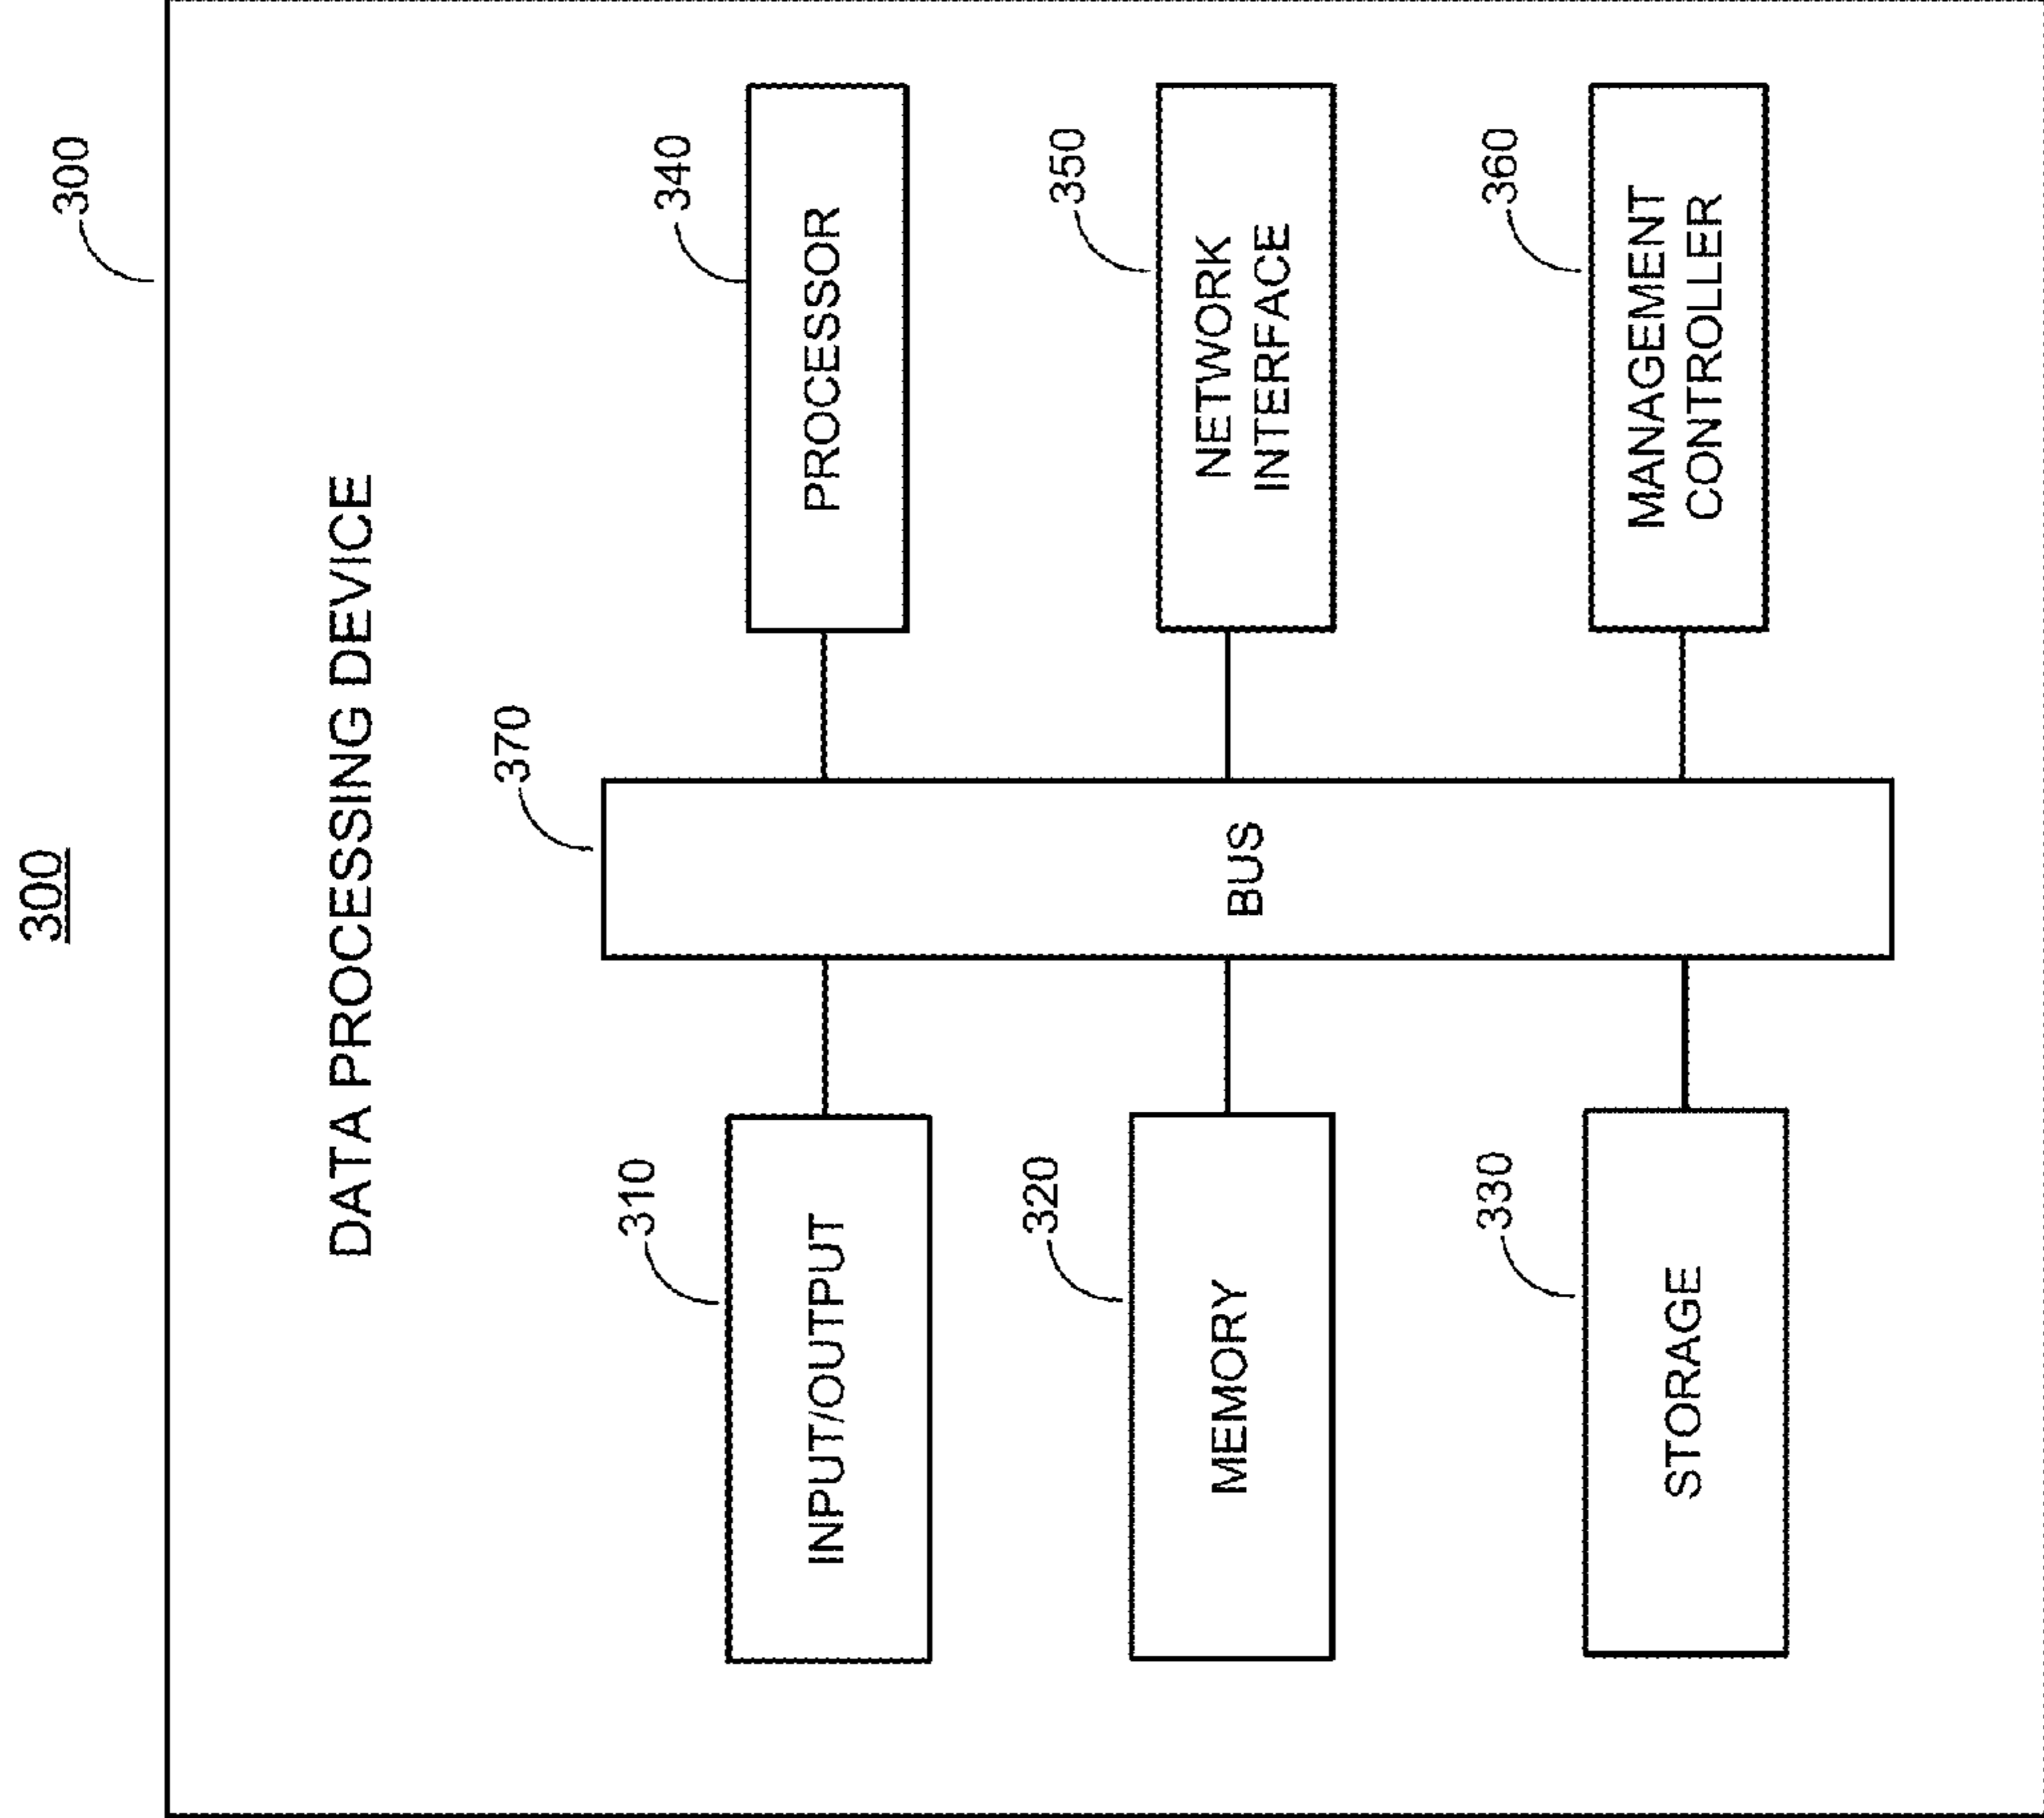 300
300
DATA PROCESSING DEVICE
370
310
INPUT/OUTPUT
340
PROCESSOR
BUS
320
MEMORY
350
NETWORK
INTERFACE
330
STORAGE
360
MANAGEMENT
CONTROLLER